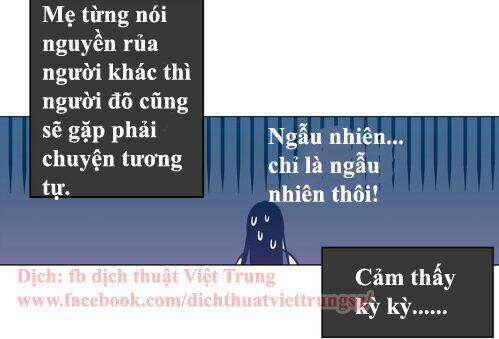 Mẹ từng nói
nguyền rủa
người khác thì
người đõ cũng
sẽ gặp phải
chuyện tương
tự.
Ngẫu nhiên...
chỉ là ngẫu
nhiên thôi!
Dịch: fb dịch thuật Việt Trung
www.facebook.com/dichthuatviettrungsp/
Cảm thấy
kỳ kỳ......